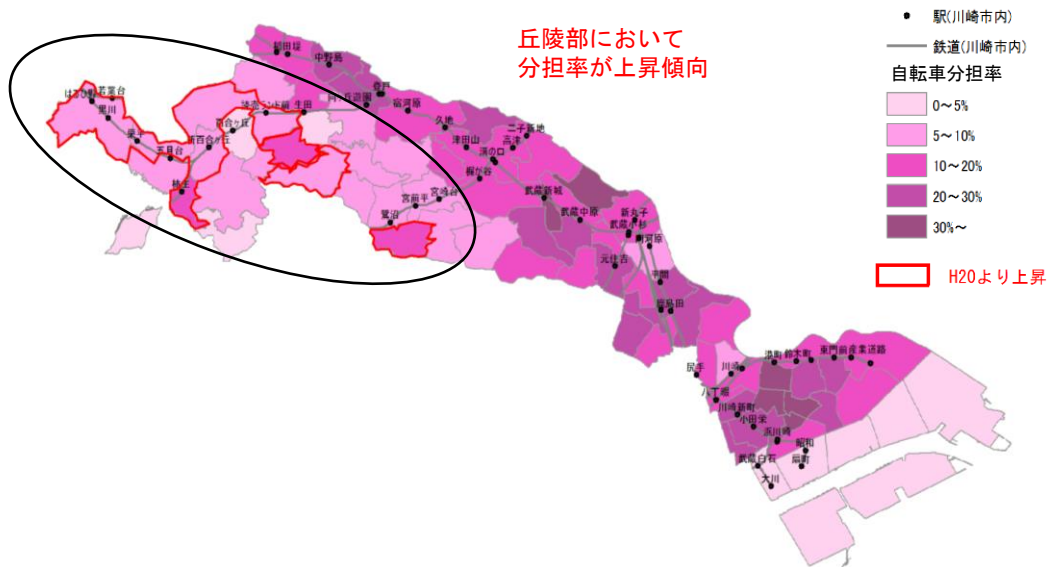 丘陵部において
分担率が上昇傾向
駅(川崎市内)
鉄道(川崎市内)
自転車分担率
0～5%
5～10%
10～20%
20～30%
30%～
H20より上昇
稲田堤
中野島
登戸
向ヶ丘遊園
宿河原
久地
津田山
二子新地
高津
溝の口
梶が谷
はるひ野
若葉台
黒川
栗平
五月台
柿生
新百合ヶ丘
百合ヶ丘
読売ランド前
生田
宮崎台
宮前平
鷺沼
武蔵新城
武蔵中原
新丸子
武蔵小杉
向河原
元住吉
平間
鹿島田
尻手
川崎
八丁畷
川崎新町
小田栄
浜川崎
昭和
扇町
武蔵白石
大川
港町
鈴木町
東門前
産業道路